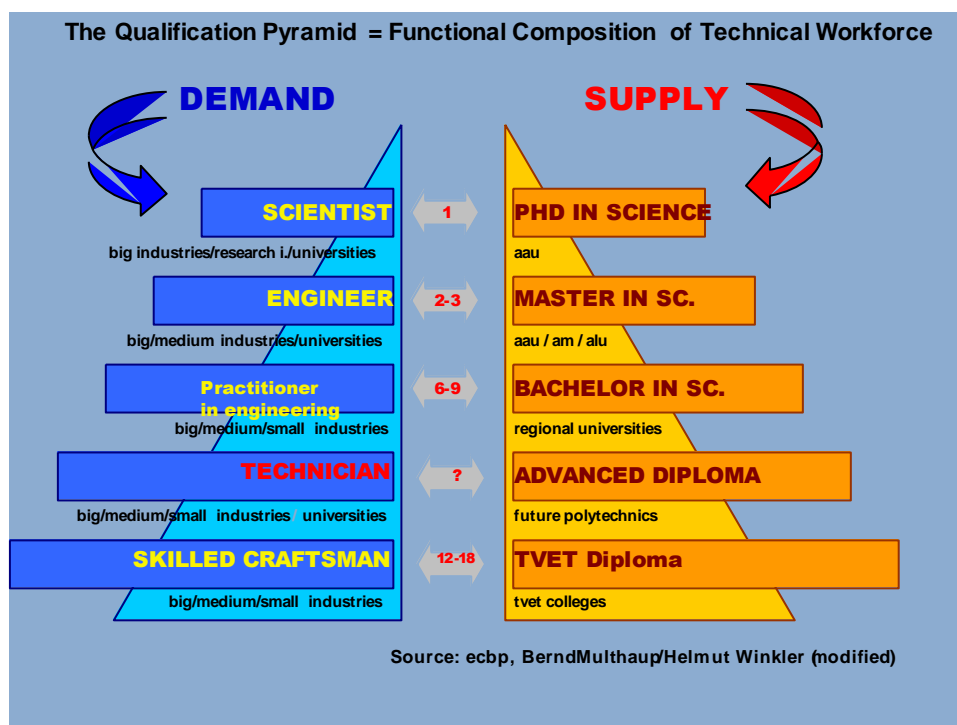 The Qualification Pyramid = Functional Composition of Technical Workforce
DEMAND
SUPPLY
SCIENTIST
1
PHD IN SCIENCE
big industries/research i./universities
aau
ENGINEER
2-3
MASTER IN SC.
big/medium industries/universities
aau / am / alu
Practitioner
in engineering
6-9
BACHELOR IN SC.
big/medium/small industries
regional universities
TECHNICIAN
?
ADVANCED DIPLOMA
big/medium/small industries/ universities
future polytechnics
SKILLED CRAFTSMAN
12-18
TVET Diploma
big/medium/small industries
tvet colleges
Source: ecbp, BerndMulthaup/Helmut Winkler (modified)